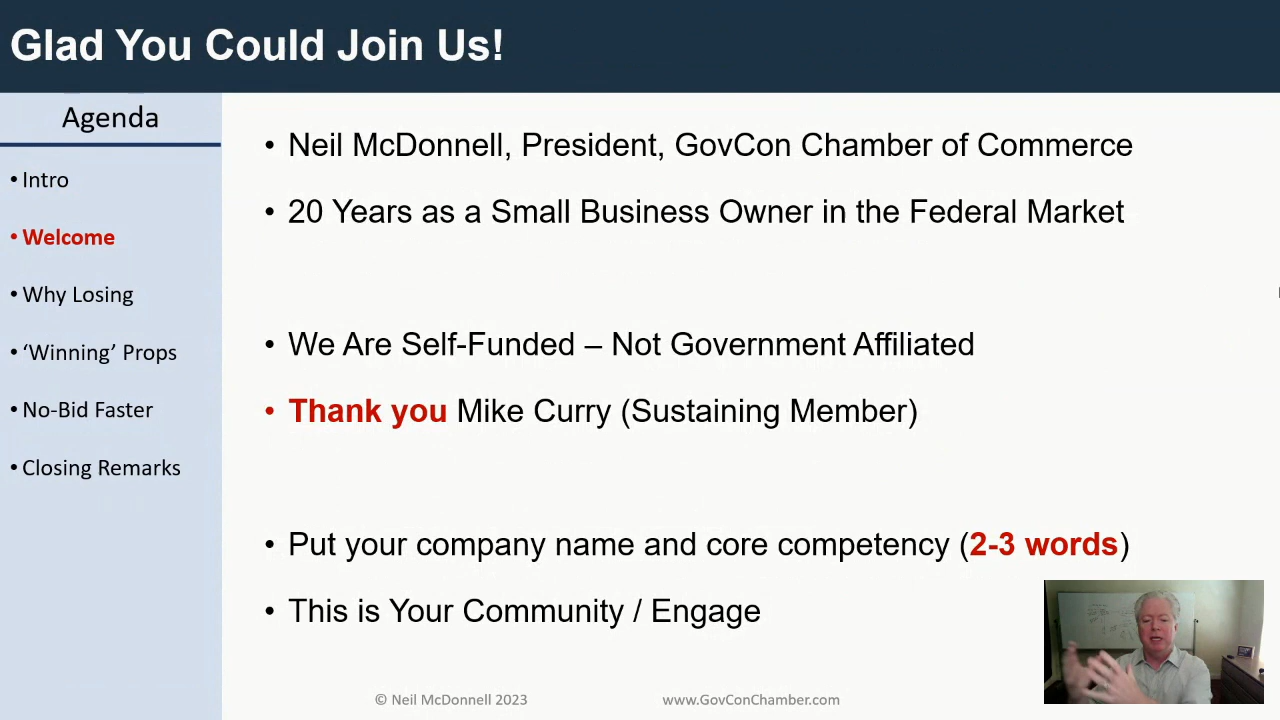 Glad You Could Join Us!
Agenda
• Intro
• Welcome
• Why Losing
• ‘Winning’ Props
• No-Bid Faster
• Closing Remarks
• Neil McDonnell, President, GovCon Chamber of Commerce
• 20 Years as a Small Business Owner in the Federal Market
• We Are Self-Funded – Not Government Affiliated
• Thank you Mike Curry (Sustaining Member)
• Put your company name and core competency (2-3 words)
• This is Your Community / Engage
© Neil McDonnell 2023
www.GovConChamber.com